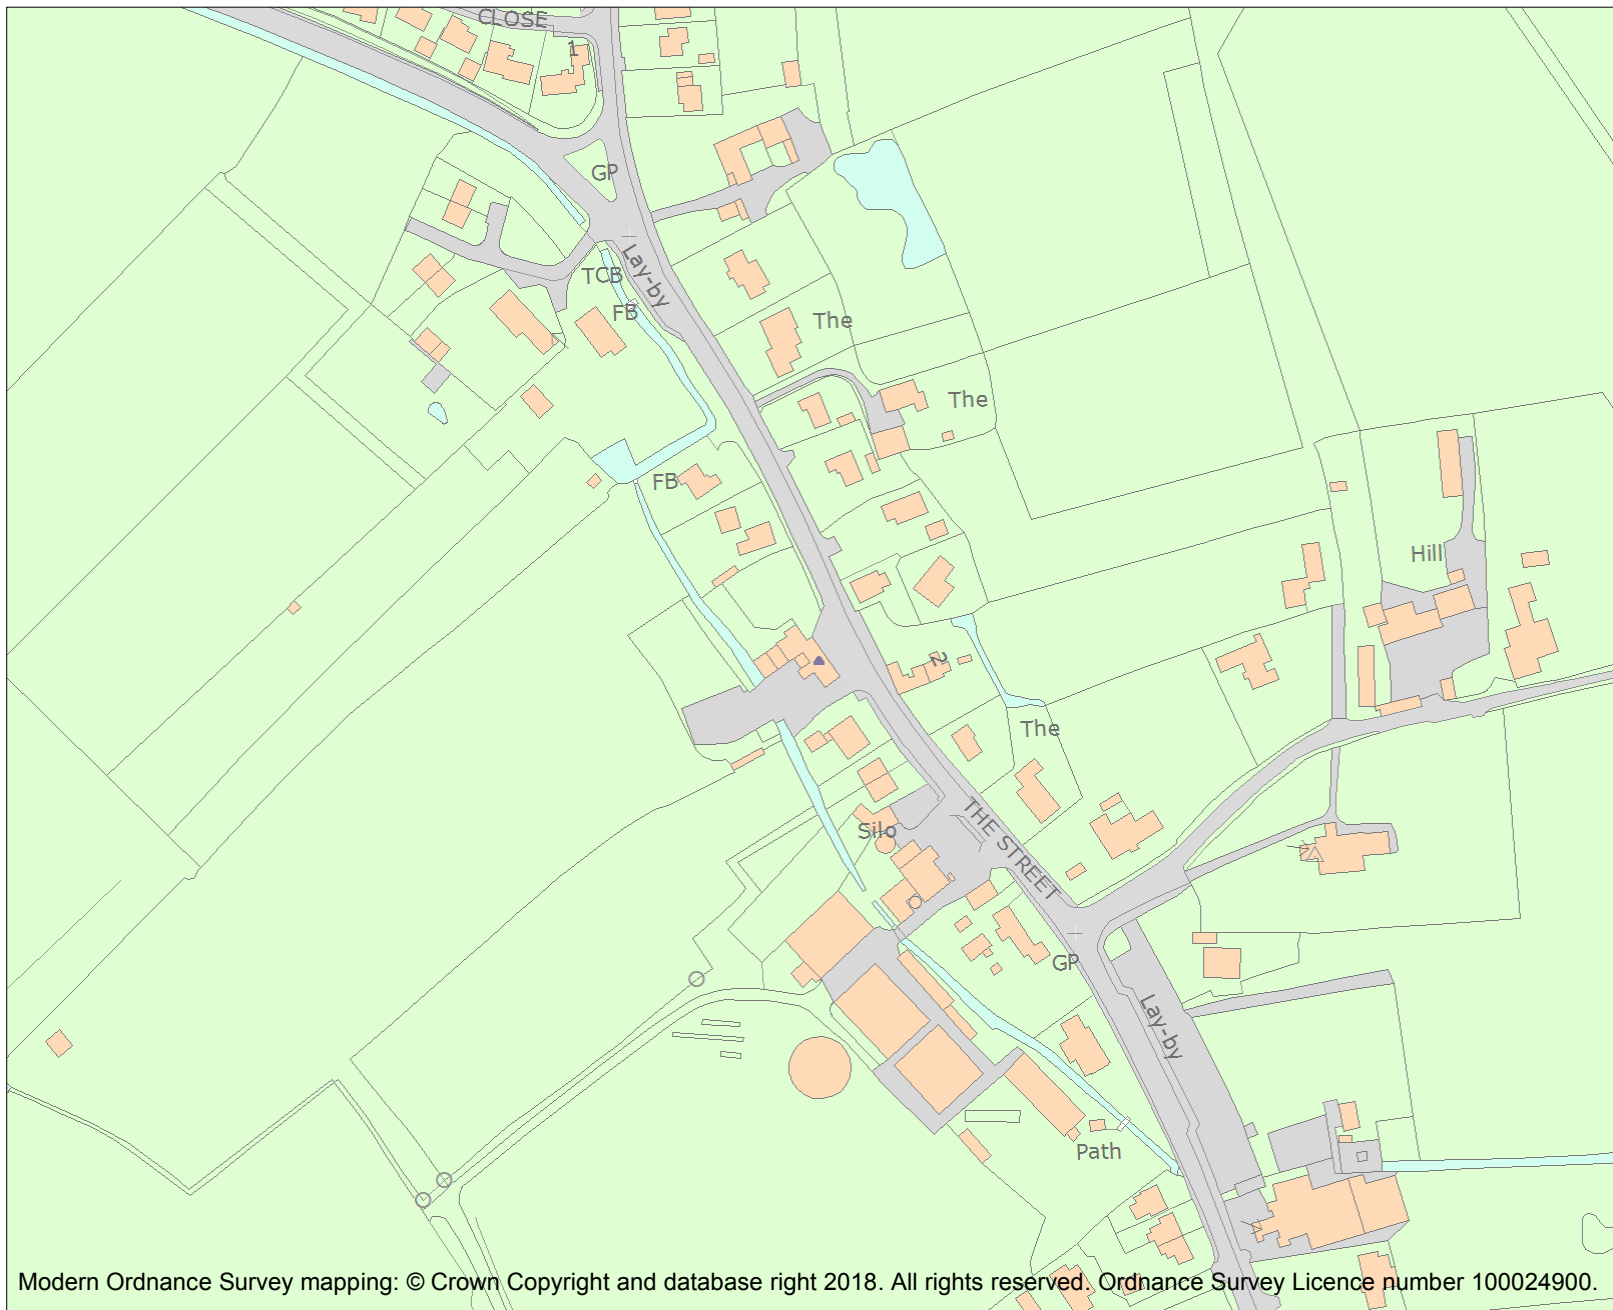 CLOSE
1
GP
Lay-by
TCB
FB
The
The
FB
Hill
2
The
THE STREET
Silo
GP
Lay-by
Path
Modern Ordnance Survey mapping: © Crown Copyright and database right 2018. All rights reserved. Ordnance Survey Licence number 100024900.